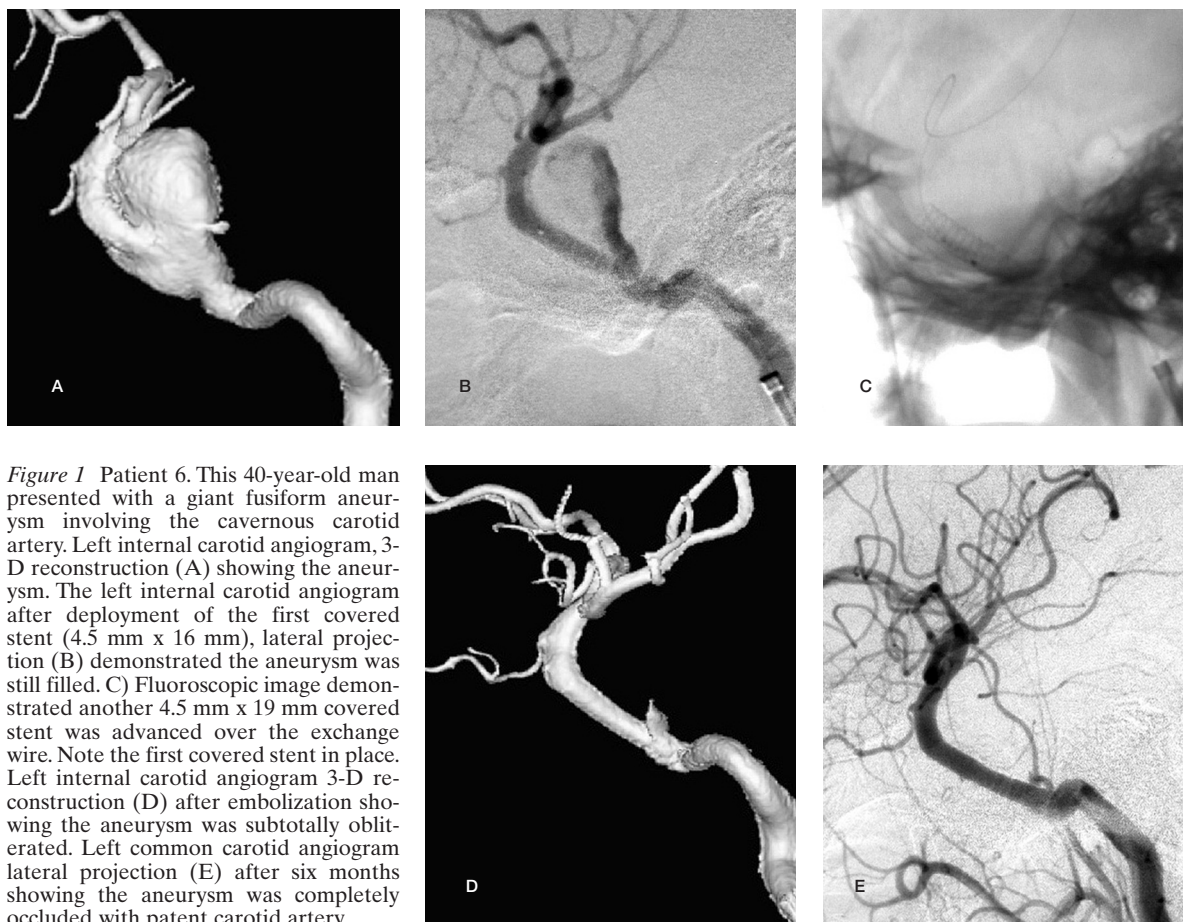 A
B
C
Figure 1 Patient 6. This 40-year-old man
presented with a giant fusiform aneur-
ysm involving the cavernous carotid
artery. Left internal carotid angiogram, 3-
D reconstruction (A) showing the aneur-
ysm. The left internal carotid angiogram
after deployment of the first covered
stent (4.5 mm x 16 mm), lateral projec-
tion (B) demonstrated the aneurysm was
still filled. C) Fluoroscopic image demon-
strated another 4.5 mm x 19 mm covered
stent was advanced over the exchange
wire. Note the first covered stent in place.
Left internal carotid angiogram 3-D re-
construction (D) after embolization sho-
wing the aneurysm was subtotally oblit-
erated. Left common carotid angiogram
lateral projection (E) after six months
showing the aneurysm was completely
occluded with patent carotid artery.
D
E